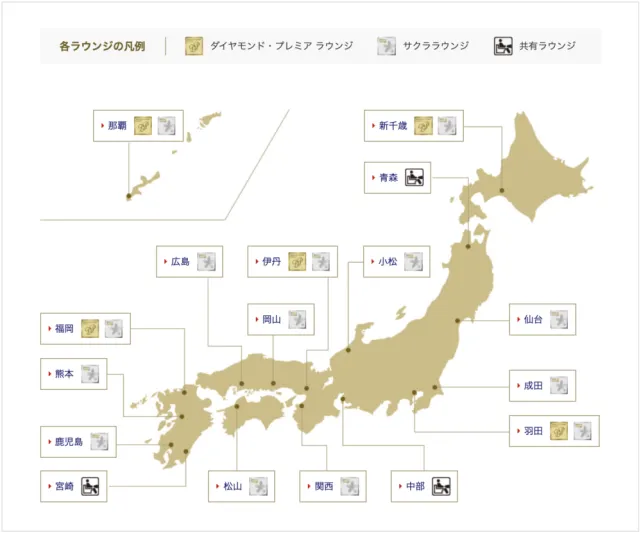 各ラウンジの凡例
ダイヤモンド・プレミア ラウンジ
サクララウンジ
共有ラウンジ
那覇
新千歳
青森
広島
伊丹
小松
岡山
仙台
福岡
熊本
成田
羽田
鹿児島
宮崎
松山
関西
中部